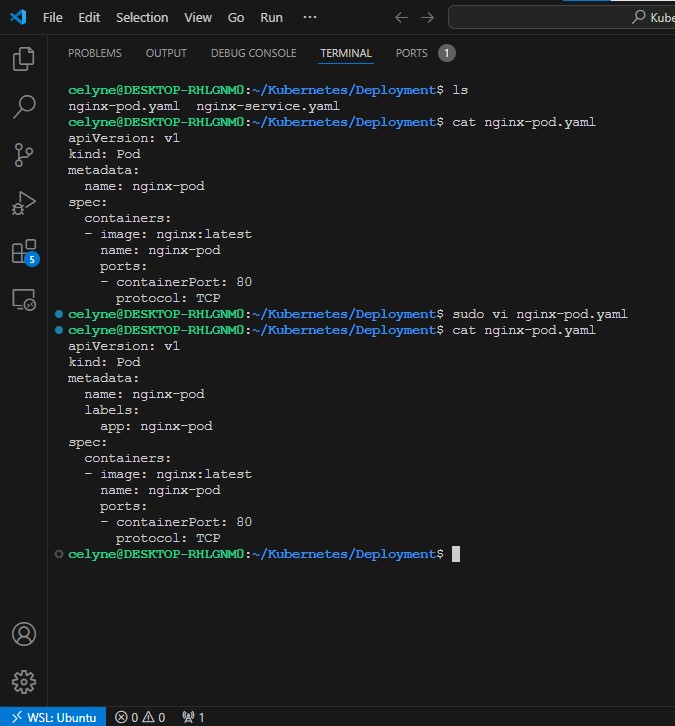 File Edit Selection View Go Run ··· Kube
PROBLEMS OUTPUT DEBUG CONSOLE TERMINAL PORTS 1
celyne@DESKTOP-RHLGNM0:~/Kubernetes/Deployment$ ls
nginx-pod.yaml  nginx-service.yaml
celyne@DESKTOP-RHLGNM0:~/Kubernetes/Deployment$ cat nginx-pod.yaml
apiVersion: v1
kind: Pod
metadata:
  name: nginx-pod
spec:
  containers:
  - image: nginx:latest
    name: nginx-pod
    ports:
    - containerPort: 80
      protocol: TCP
celyne@DESKTOP-RHLGNM0:~/Kubernetes/Deployment$ sudo vi nginx-pod.yaml
celyne@DESKTOP-RHLGNM0:~/Kubernetes/Deployment$ cat nginx-pod.yaml
apiVersion: v1
kind: Pod
metadata:
  name: nginx-pod
  labels:
    app: nginx-pod
spec:
  containers:
  - image: nginx:latest
    name: nginx-pod
    ports:
    - containerPort: 80
      protocol: TCP
celyne@DESKTOP-RHLGNM0:~/Kubernetes/Deployment$
5
WSL: Ubuntu 0 0 1